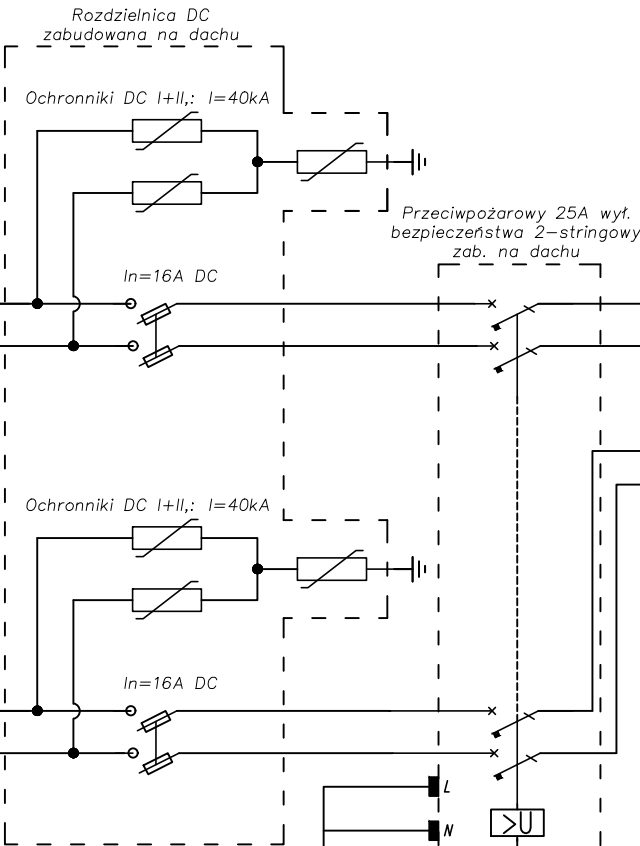 Rozdzielnica DC
zabudowana na dachu
Ochronniki DC I+II,: I=40kA
Przeciwpożarowy 25A wył.
bezpieczeństwa 2-stringowy
zab. na dachu
In=16A DC
Ochronniki DC I+II,: I=40kA
In=16A DC
L
N
>U